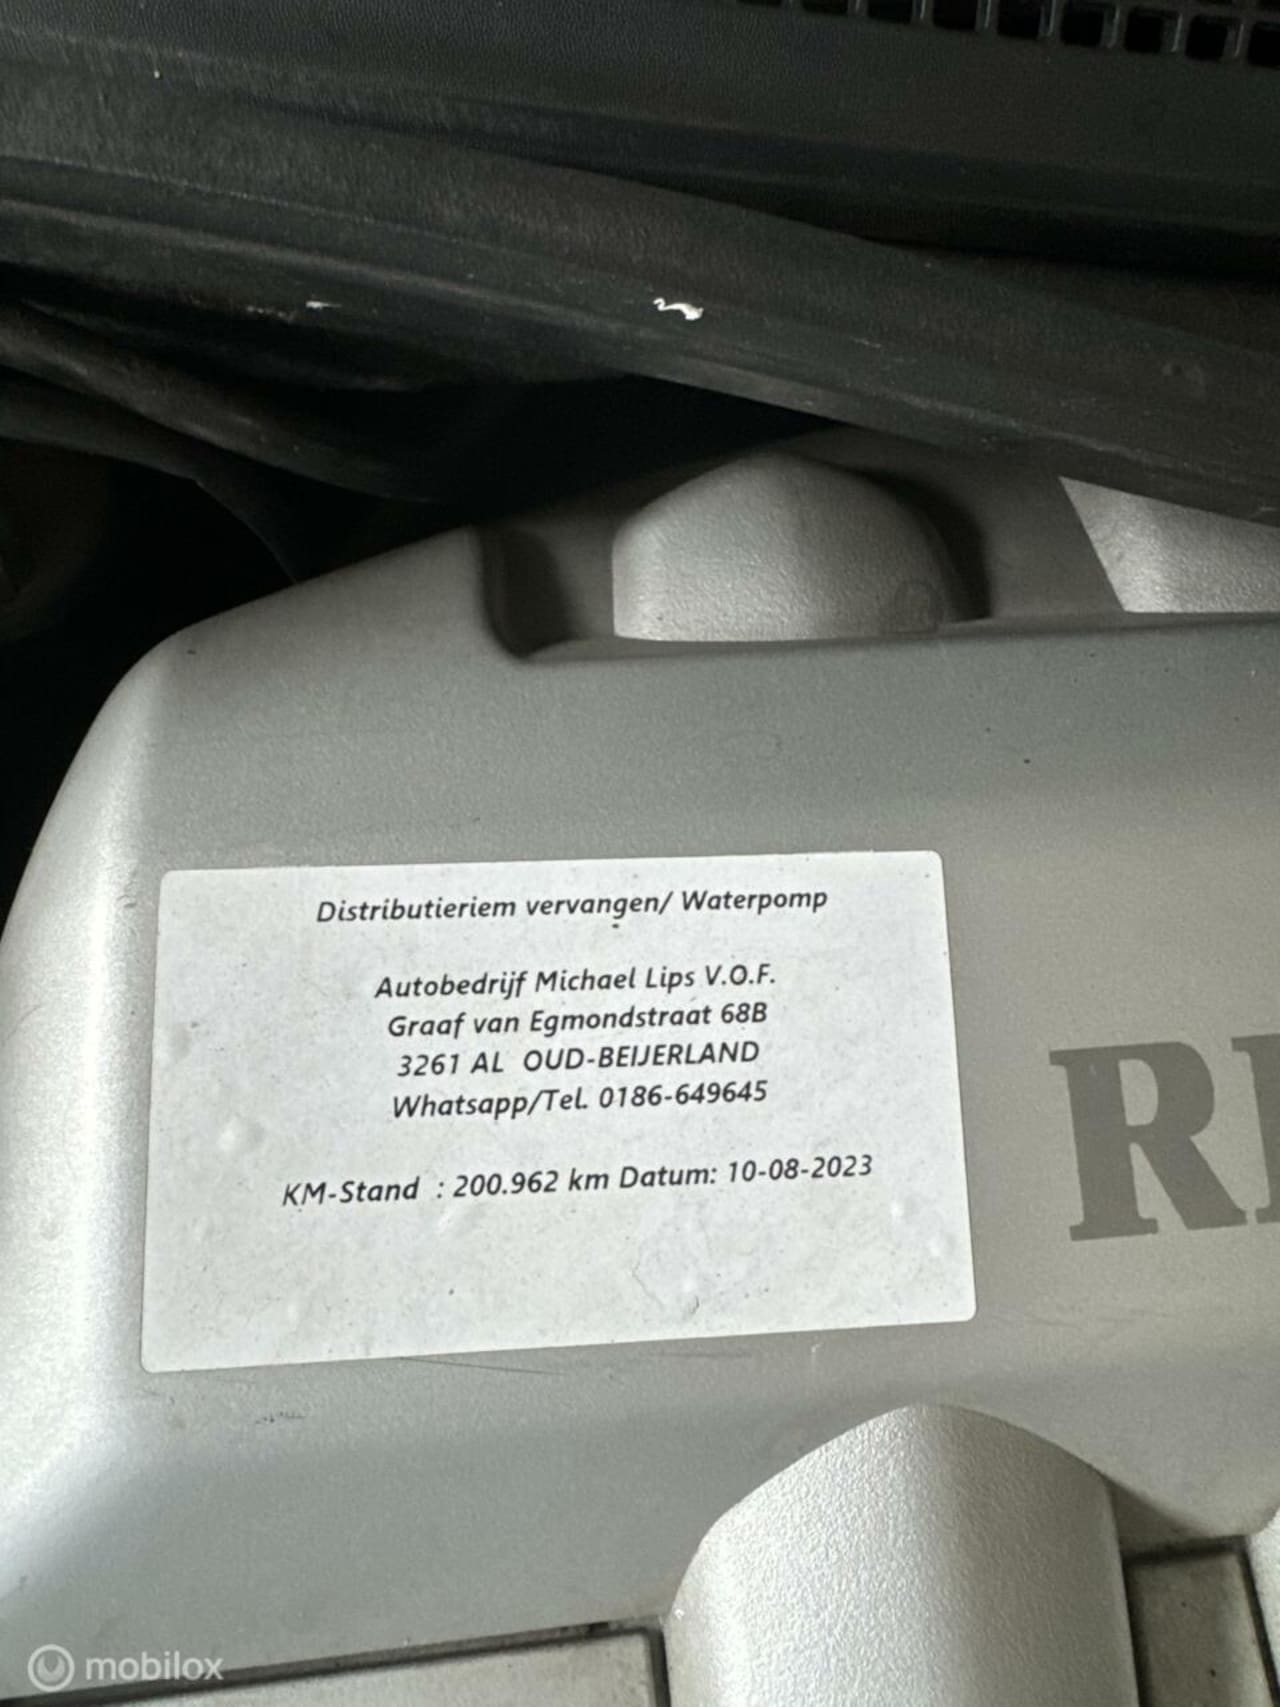 Distributieriem vervangen/ Waterpomp
Autobedrijf Michael Lips V.O.F.
Graaf van Egmondstraat 68B
3261 AL OUD-BEIJERLAND
Whatsapp/Tel. 0186-649645
KM-Stand : 200.962 km Datum: 10-08-2023
mobilox